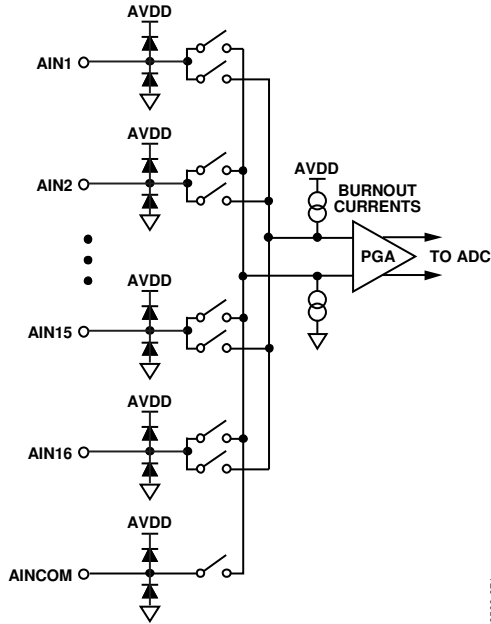 AVDD
AIN1
AVDD
AIN2
AVDD
BURNOUT
CURRENTS
PGA
TO ADC
AVDD
AIN15
AVDD
AIN16
AVDD
AINCOM